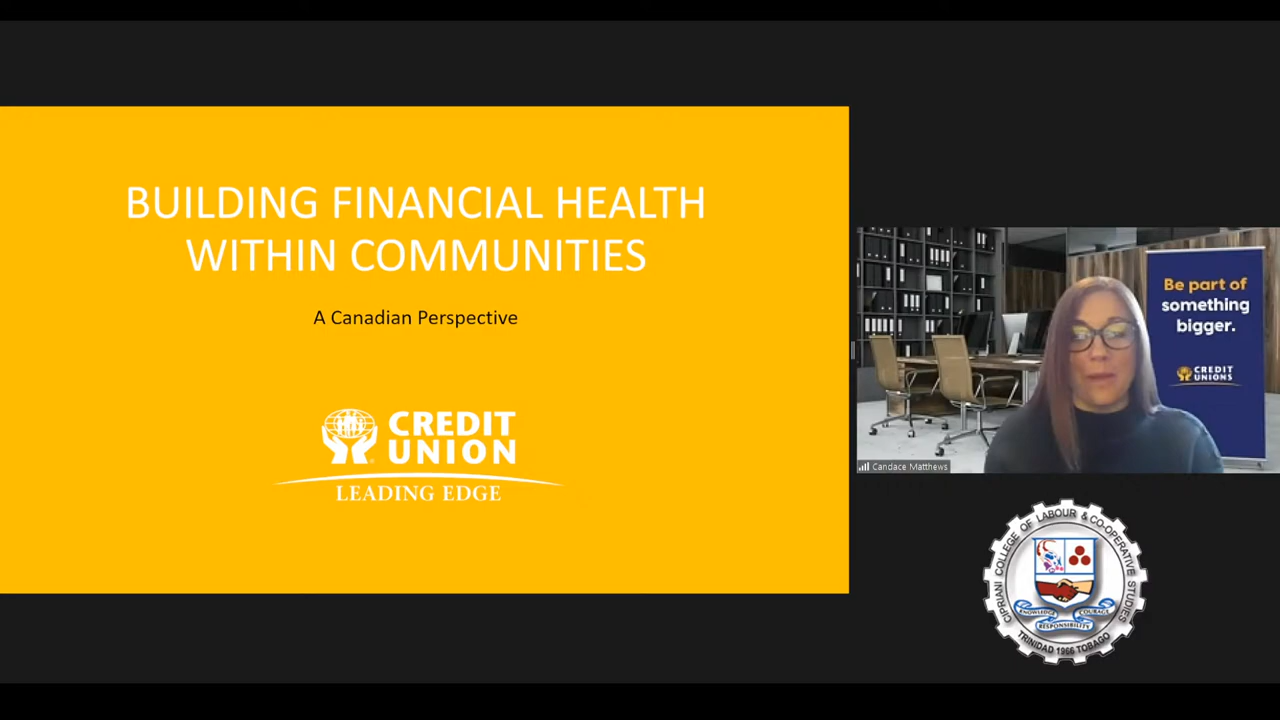 BUILDING FINANCIAL HEALTH
WITHIN COMMUNITIES
A Canadian Perspective
CREDIT
UNION
LEADING EDGE
Be part of
something
bigger.
CREDIT
UNIONS
Candace Matthews
CIPRIANI COLLEGE OF LABOUR & CO-OPERATIVE STUDIES
KNOWLEDGE
COURAGE
RESPONSIBILITY
TRINIDAD 1966 TOBAGO